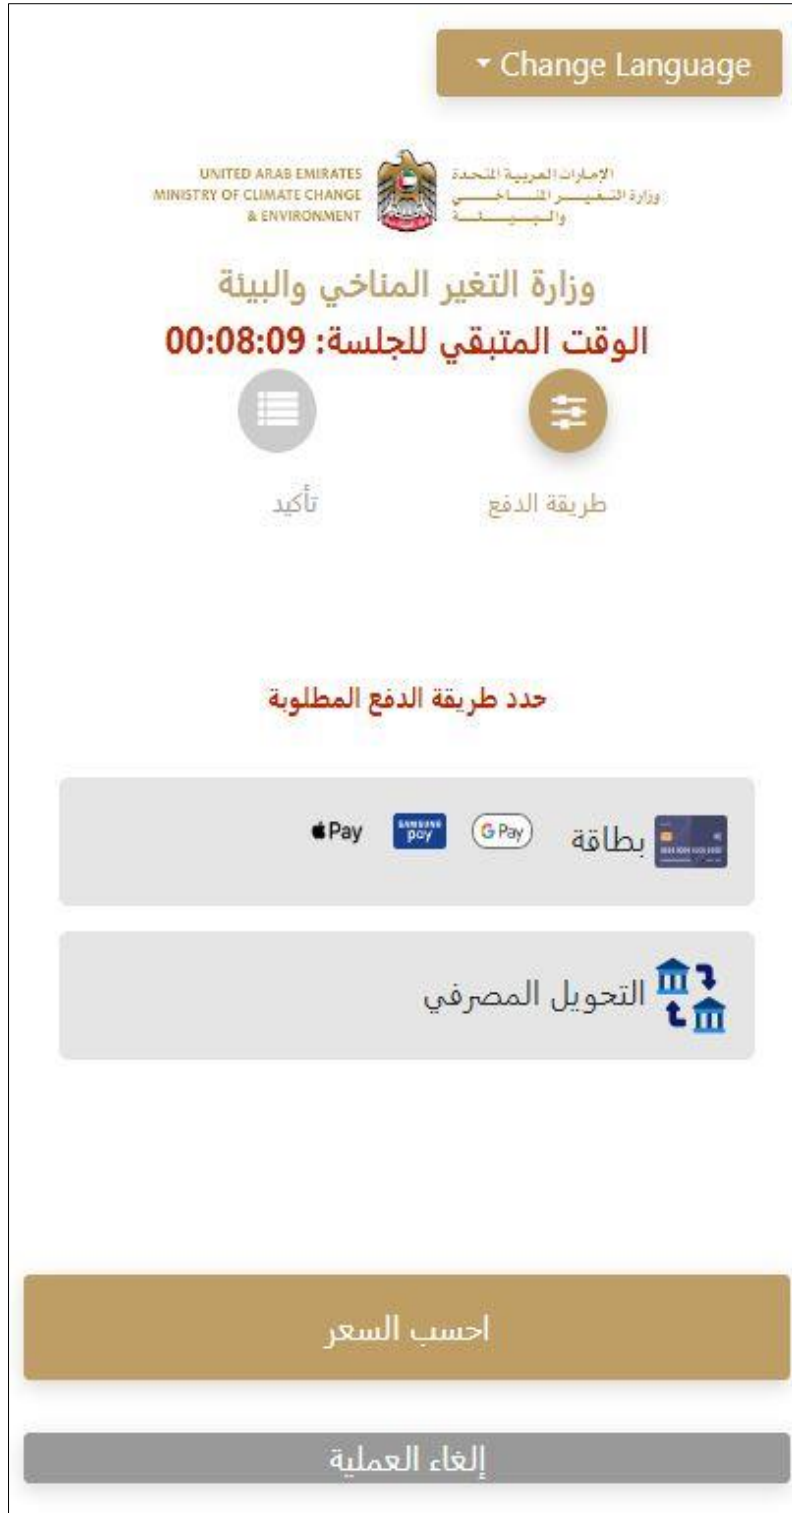 Change Language
UNITED ARAB EMIRATES
MINISTRY OF CLIMATE CHANGE
& ENVIRONMENT
الإمارات العربية المتحدة
وزارة التغيير المناخي
والبيئة
وزارة التغير المناخي والبيئة
الوقت المتبقي للجلسة: 00:08:09
طريقة الدفع
تأكيد
حدد طريقة الدفع المطلوبة
بطاقة G Pay SAMSUNG pay Pay
التحويل المصرفي
احسب السعر
إلغاء العملية